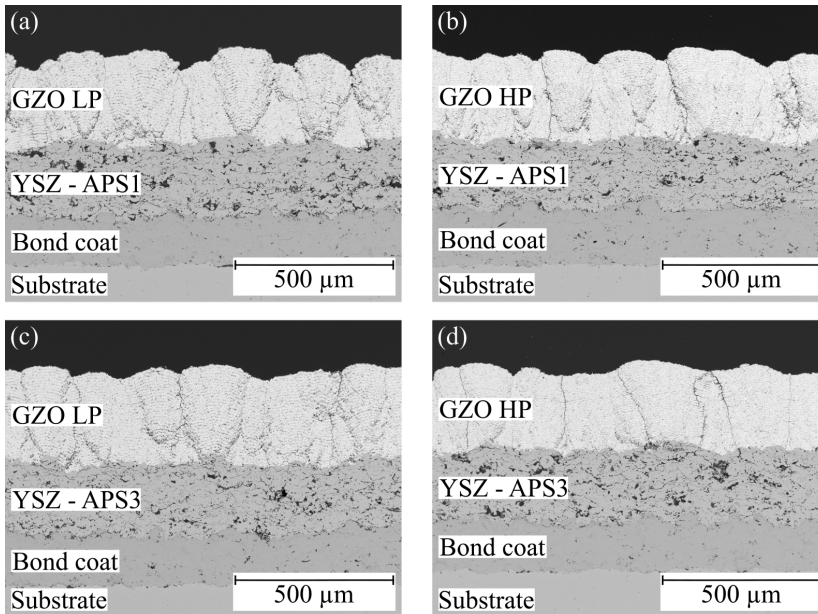 (a)
GZO LP
YSZ - APS1
Bond coat
Substrate
500 µm
(b)
GZO HP
YSZ - APS1
Bond coat
Substrate
500 µm
(c)
GZO LP
YSZ - APS3
Bond coat
Substrate
500 µm
(d)
GZO HP
YSZ - APS3
Bond coat
Substrate
500 µm